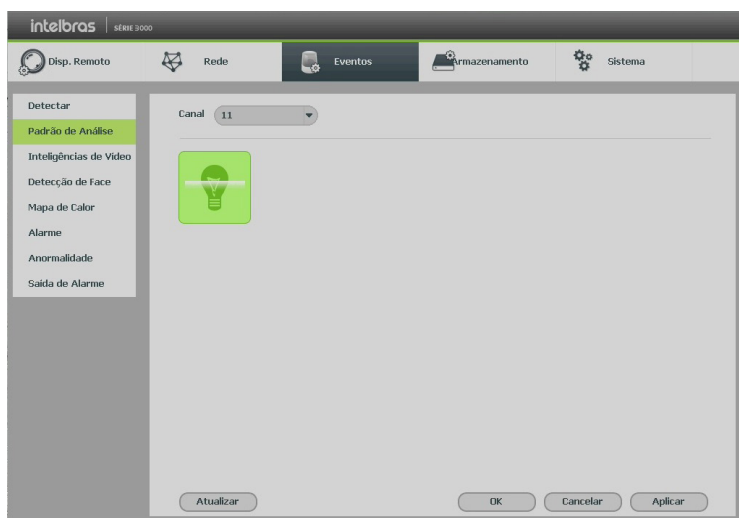 intelbras SÉRIE 3000
Disp. Remoto Rede Eventos Armazenamento Sistema
Detectar
Padrão de Análise
Inteligências de Vídeo
Detecção de Face
Mapa de Calor
Alarme
Anormalidade
Saída de Alarme
Canal 11
Atualizar OK Cancelar Aplicar